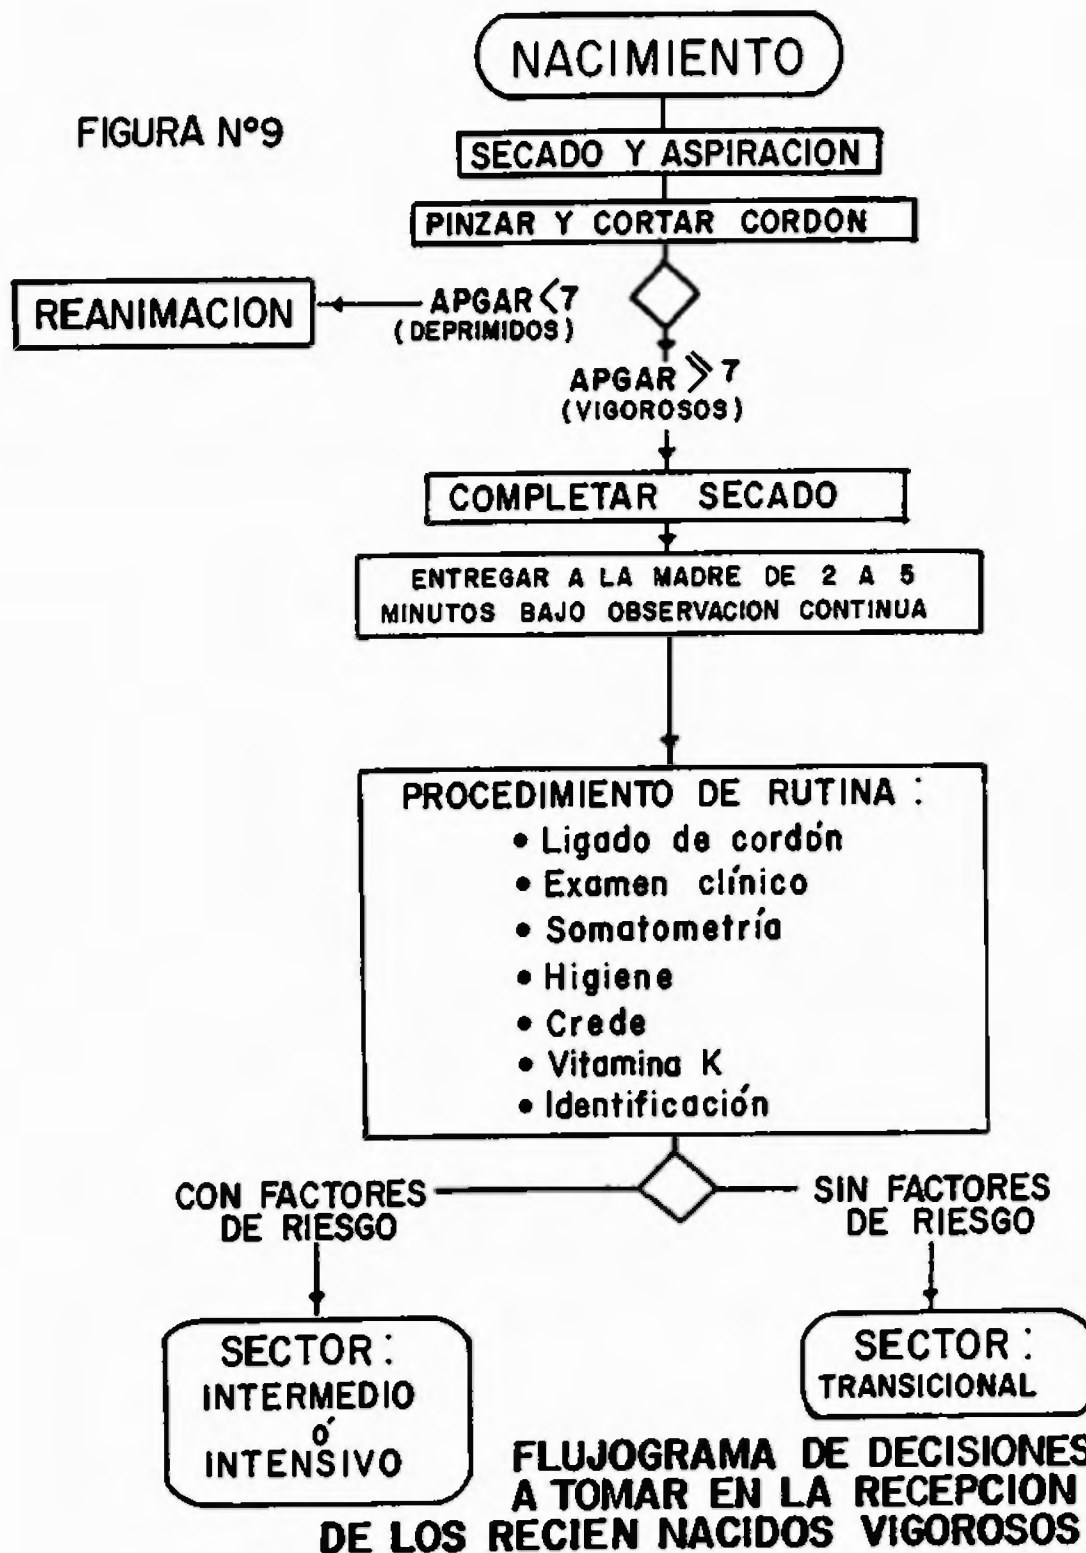 NACIMIENTO
FIGURA Nº9
SECADO Y ASPIRACION
PINZAR Y CORTAR CORDON
REANIMACION
APGAR <7
(DEPRIMIDOS)
APGAR ⩾ 7
(VIGOROSOS)
COMPLETAR SECADO
ENTREGAR A LA MADRE DE 2 A 5
MINUTOS BAJO OBSERVACION CONTINUA
PROCEDIMIENTO DE RUTINA :
• Ligado de cordón
• Examen clínico
• Somatometría
• Higiene
• Crede
• Vitamina K
• Identificación
CON FACTORES
DE RIESGO
SIN FACTORES
DE RIESGO
SECTOR :
INTERMEDIO
ó
INTENSIVO
SECTOR :
TRANSICIONAL
FLUJOGRAMA DE DECISIONES
A TOMAR EN LA RECEPCION
DE LOS RECIEN NACIDOS VIGOROSOS